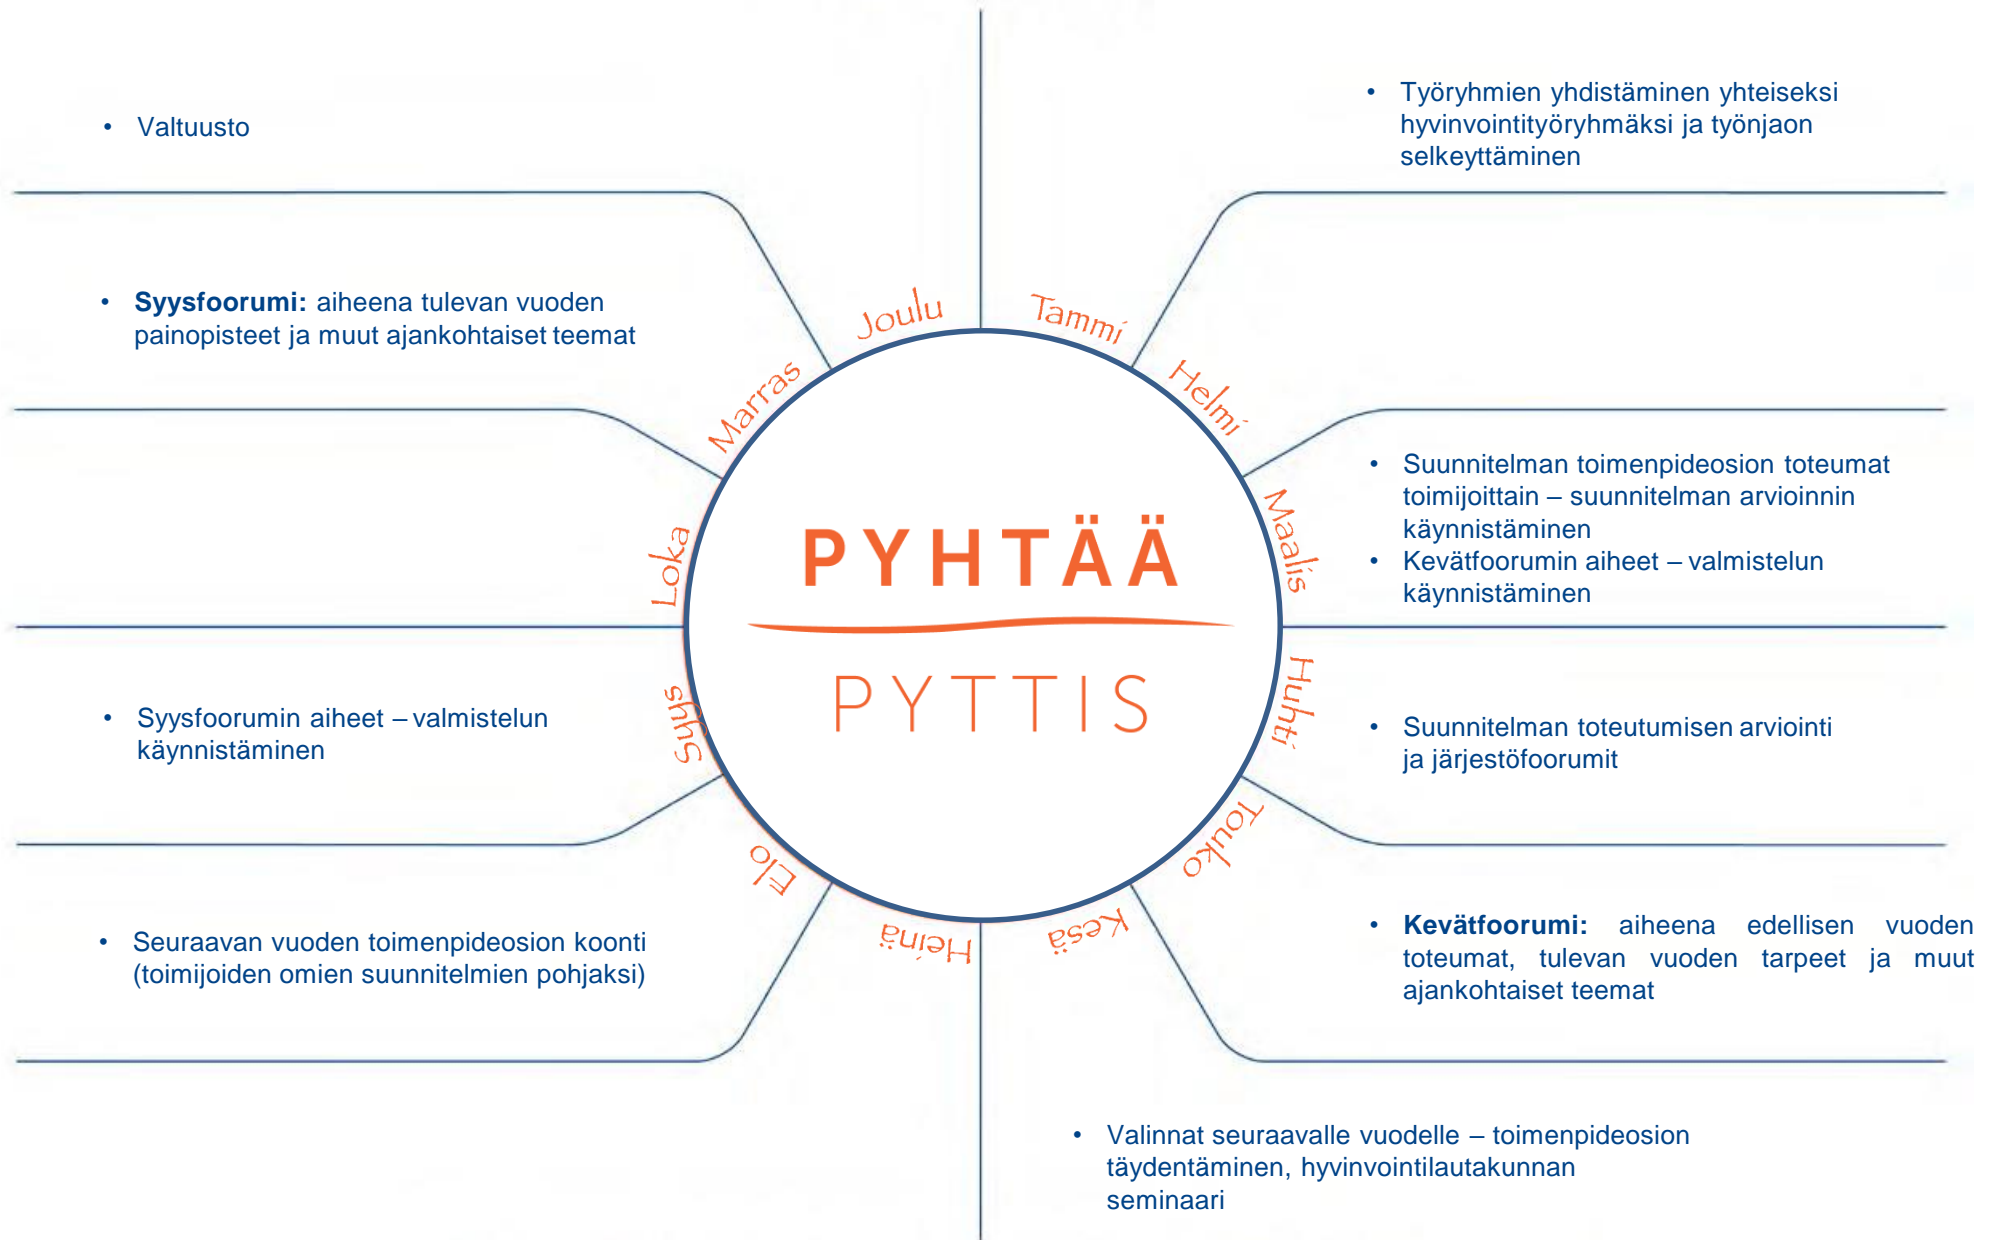 • Työryhmien yhdistäminen yhteiseksi
hyvinvointityöryhmäksi ja työnjaon
selkeyttäminen
• Suunnitelman toimenpideosion toteumat
toimijoittain – suunnitelman arvioinnin
käynnistäminen
• Kevätfoorumin aiheet – valmistelun
käynnistäminen
• Suunnitelman toteutumisen arviointi
ja järjestöfoorumit
• Kevätfoorumi: aiheena edellisen vuoden
toteumat, tulevan vuoden tarpeet ja muut
ajankohtaiset teemat
• Valinnat seuraavalle vuodelle – toimenpideosion
täydentäminen, hyvinvointilautakunnan
seminaari
• Seuraavan vuoden toimenpideosion koonti
(toimijoiden omien suunnitelmien pohjaksi)
• Syysfoorumin aiheet – valmistelun
käynnistäminen
• Syysfoorumi: aiheena tulevan vuoden
painopisteet ja muut ajankohtaiset teemat
• Valtuusto
Tammi
Helmi
Maalis
Huhti
Touko
Kesä
Heinä
Elo
Syys
Loka
Marras
Joulu
PYHTÄÄ
PYTTIS